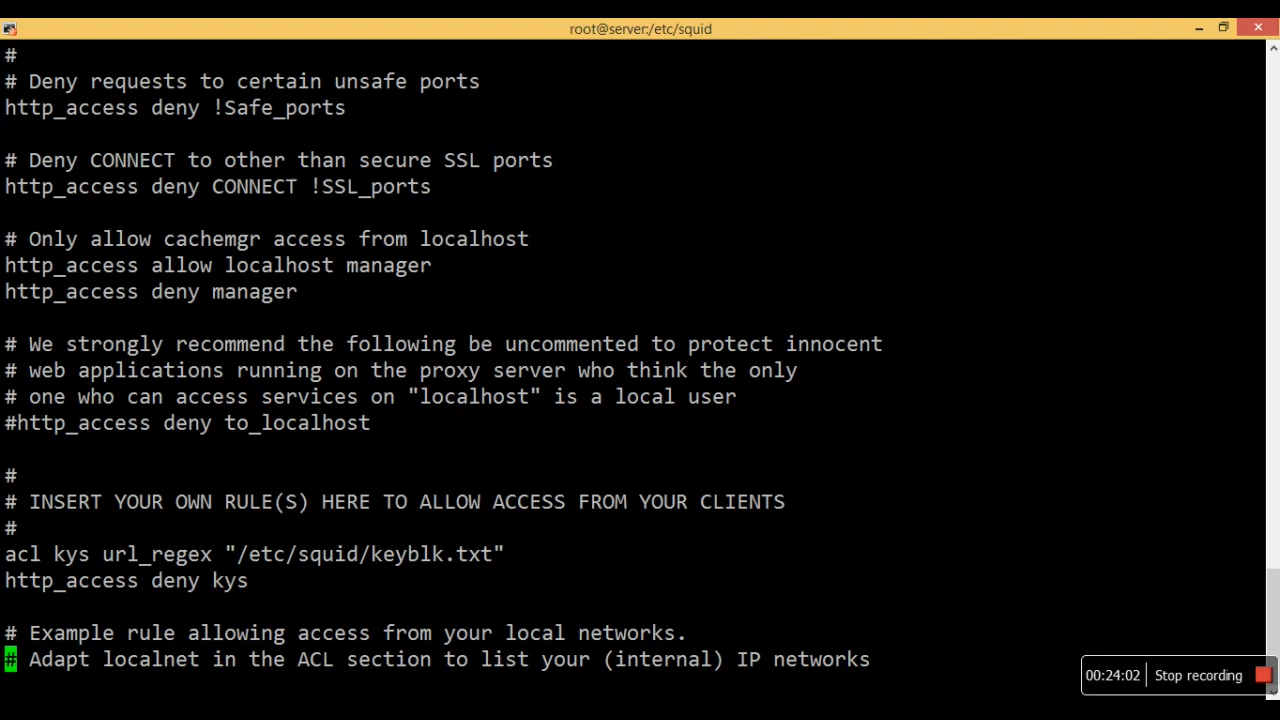 root@server:/etc/squid
#
# Deny requests to certain unsafe ports
http_access deny !Safe_ports
# Deny CONNECT to other than secure SSL ports
http_access deny CONNECT !SSL_ports
# Only allow cachemgr access from localhost
http_access allow localhost manager
http_access deny manager
# We strongly recommend the following be uncommented to protect innocent
# web applications running on the proxy server who think the only
# one who can access services on "localhost" is a local user
#http_access deny to_localhost
#
# INSERT YOUR OWN RULE(S) HERE TO ALLOW ACCESS FROM YOUR CLIENTS
#
acl kys url_regex "/etc/squid/keyblk.txt"
http_access deny kys
# Example rule allowing access from your local networks.
# Adapt localnet in the ACL section to list your (internal) IP networks
00:24:02 Stop recording